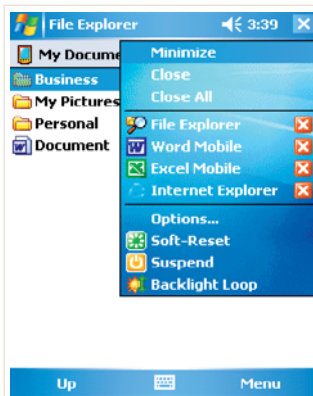 File Explorer 3:39
My Docume
Business
My Pictures
Personal
Document
Minimize
Close
Close All
File Explorer
Word Mobile
Excel Mobile
Internet Explorer
Options...
Soft-Reset
Suspend
Backlight Loop
Up Menu